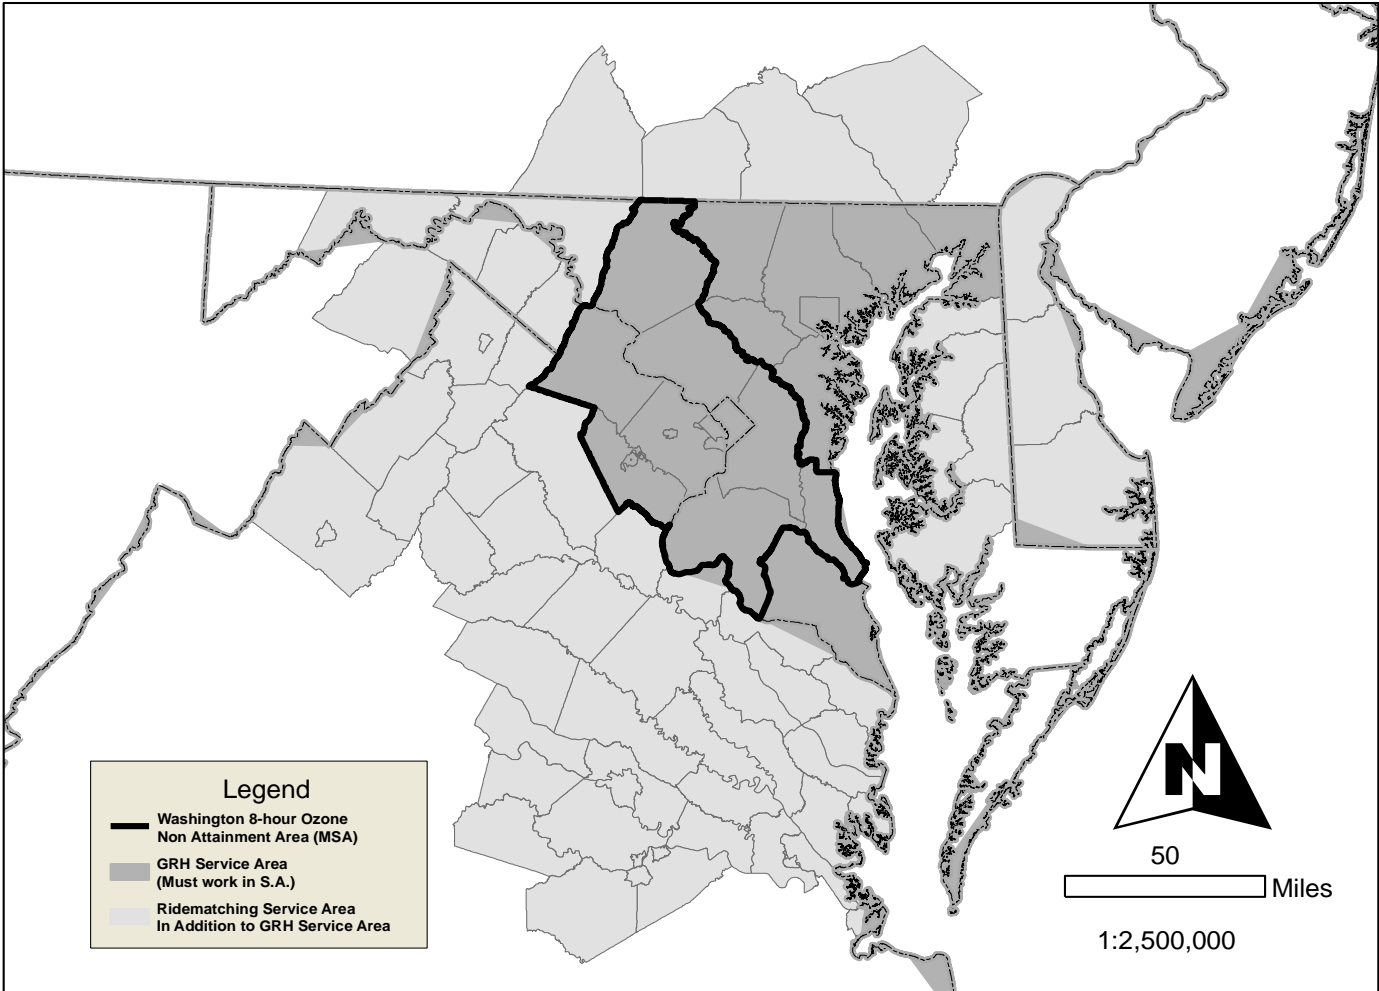 Legend
Washington 8-hour Ozone
Non Attainment Area (MSA)
GRH Service Area
(Must work in S.A.)
Ridematching Service Area
In Addition to GRH Service Area
N
50
Miles
1:2,500,000